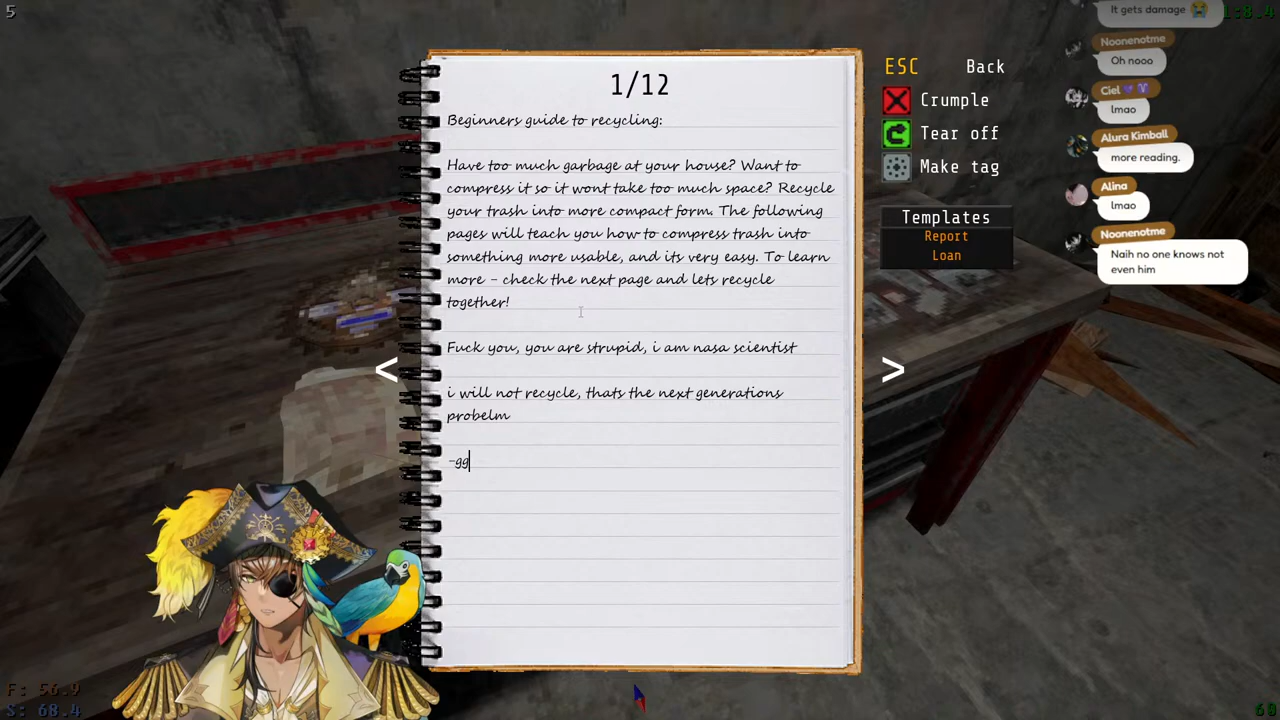 5
1:8.4
1/12
Beginners guide to recycling:
Have too much garbage at your house? Want to
compress it so it wont take too much space? Recycle
your trash into more compact form. The following
pages will teach you how to compress trash into
something more usable, and its very easy. To learn
more - check the next page and lets recycle
together!
Fuck you, you are strupid, i am nasa scientist
i will not recycle, thats the next generations
probelm
-gg
<
>
ESC Back
Crumple
Tear off
Make tag
Templates
Report
Loan
It gets damage 😭
Noonenotme
Oh nooo
Ciel
lmao
Alura Kimball
more reading.
Alina
lmao
Noonenotme
Naih no one knows not
even him
F: 56.9
S: 68.4
60